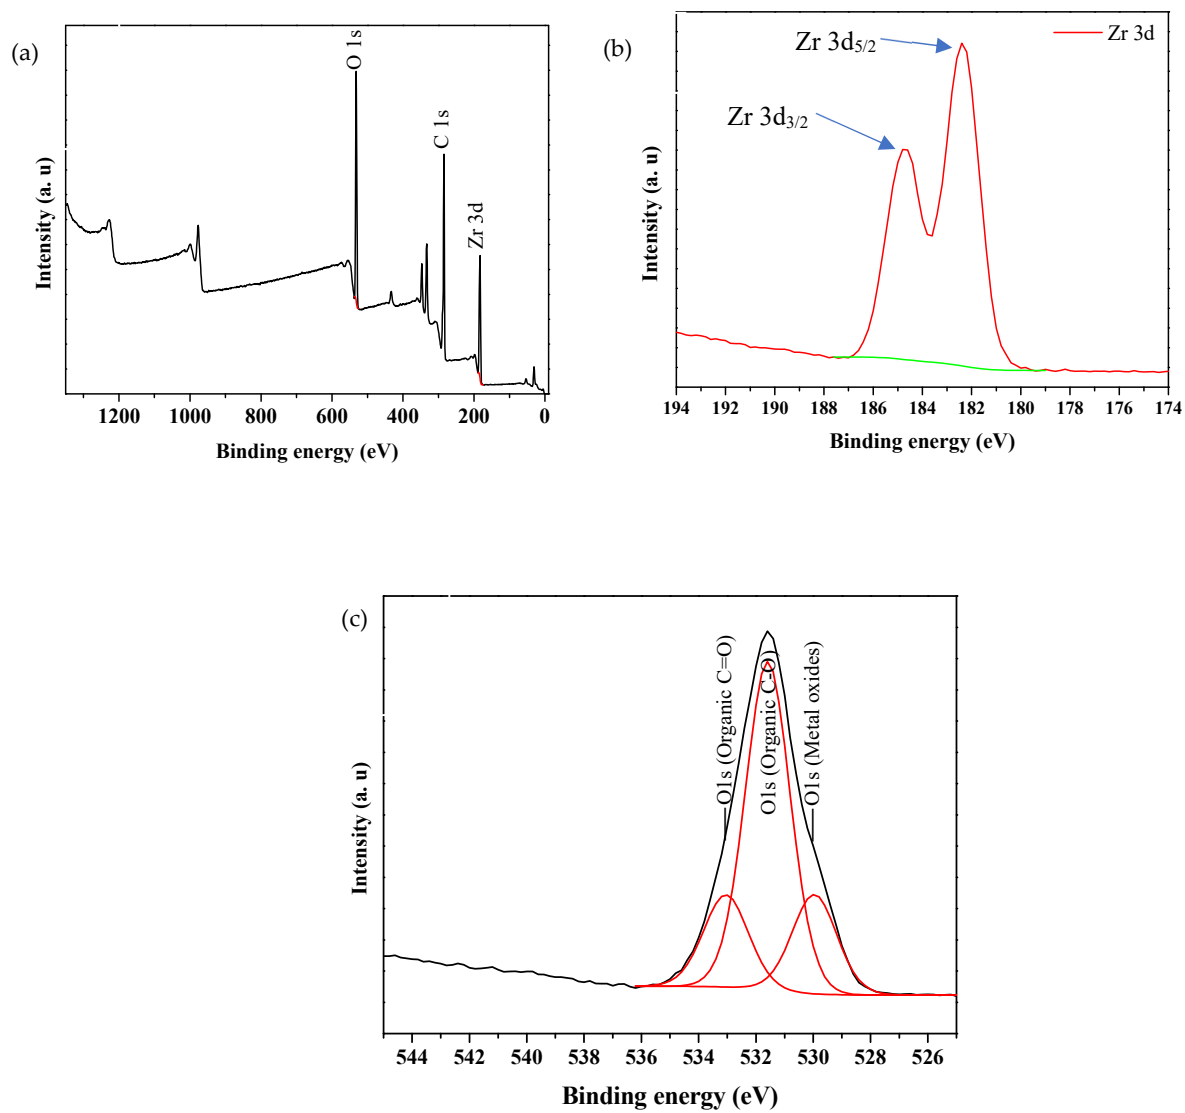 (a)
O 1s
C 1s
Zr 3d
Intensity (a. u)
1200 1000 800 600 400 200 0
Binding energy (eV)
(b)
Zr 3d
Zr 3d5/2
Zr 3d3/2
Intensity (a. u)
194 192 190 188 186 184 182 180 178 176 174
Binding energy (eV)
(c)
O1s (Organic C=O)
O1s (Organic C-O)
O1s (Metal oxides)
Intensity (a. u)
544 542 540 538 536 534 532 530 528 526
Binding energy (eV)